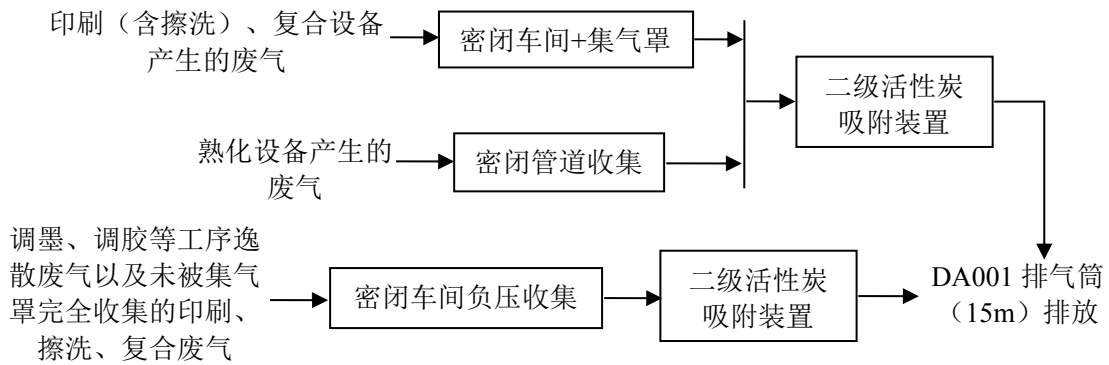 印刷（含擦洗）、复合设备
产生的废气
密闭车间+集气罩
二级活性炭
吸附装置
熟化设备产生的
废气
密闭管道收集
调墨、调胶等工序逸
散废气以及未被集气
罩完全收集的印刷、
擦洗、复合废气
密闭车间负压收集
二级活性炭
吸附装置
DA001 排气筒
（15m）排放